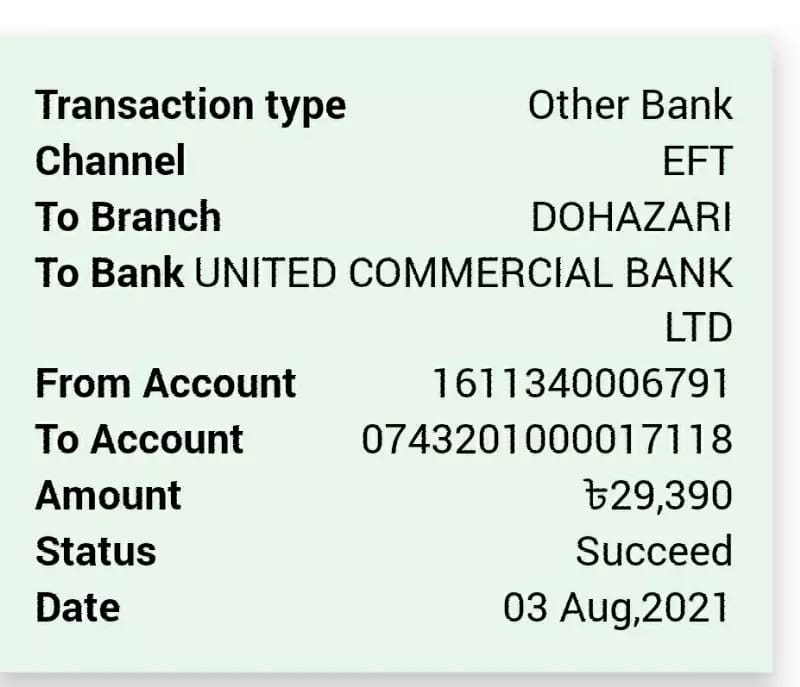 Transaction type Other Bank
Channel EFT
To Branch DOHAZARI
To Bank UNITED COMMERCIAL BANK
LTD
From Account 1611340006791
To Account 0743201000017118
Amount ৳29,390
Status Succeed
Date 03 Aug,2021